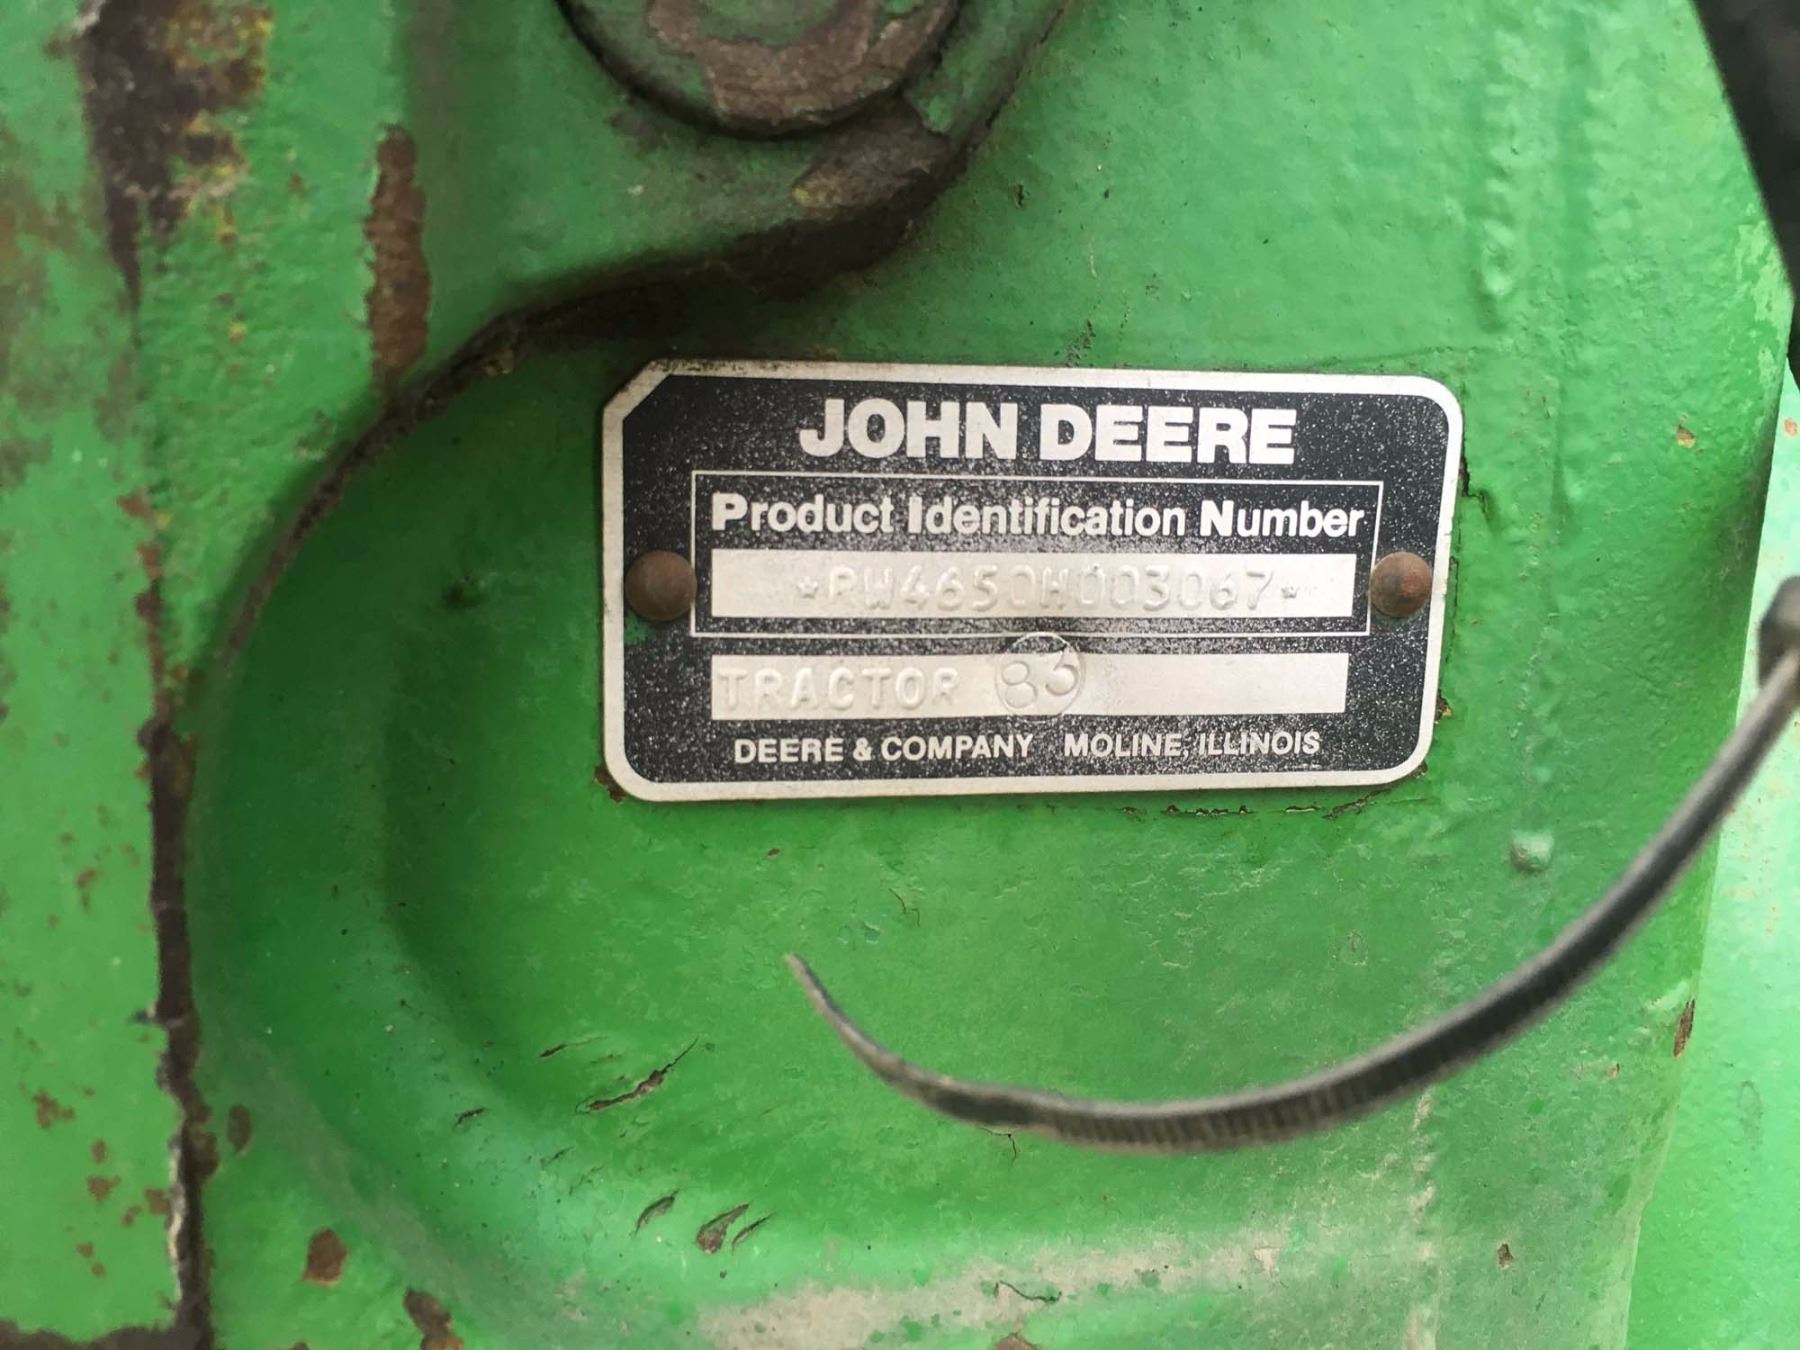 JOHN DEERE
Product Identification Number
*RW4650H003067*
TRACTOR 83
DEERE & COMPANY MOLINE, ILLINOIS